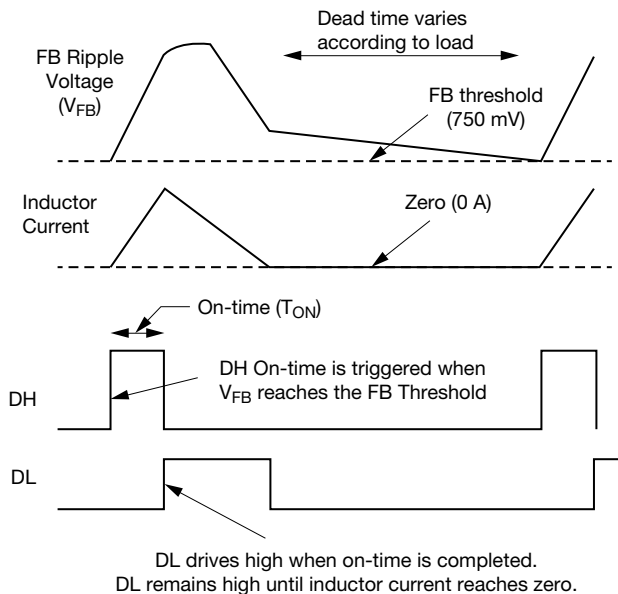 Dead time varies
according to load
FB Ripple
Voltage
(VFB)
FB threshold
(750 mV)
Inductor
Current
Zero (0 A)
On-time (TON)
DH On-time is triggered when
VFB reaches the FB Threshold
DH
DL
DL drives high when on-time is completed.
DL remains high until inductor current reaches zero.